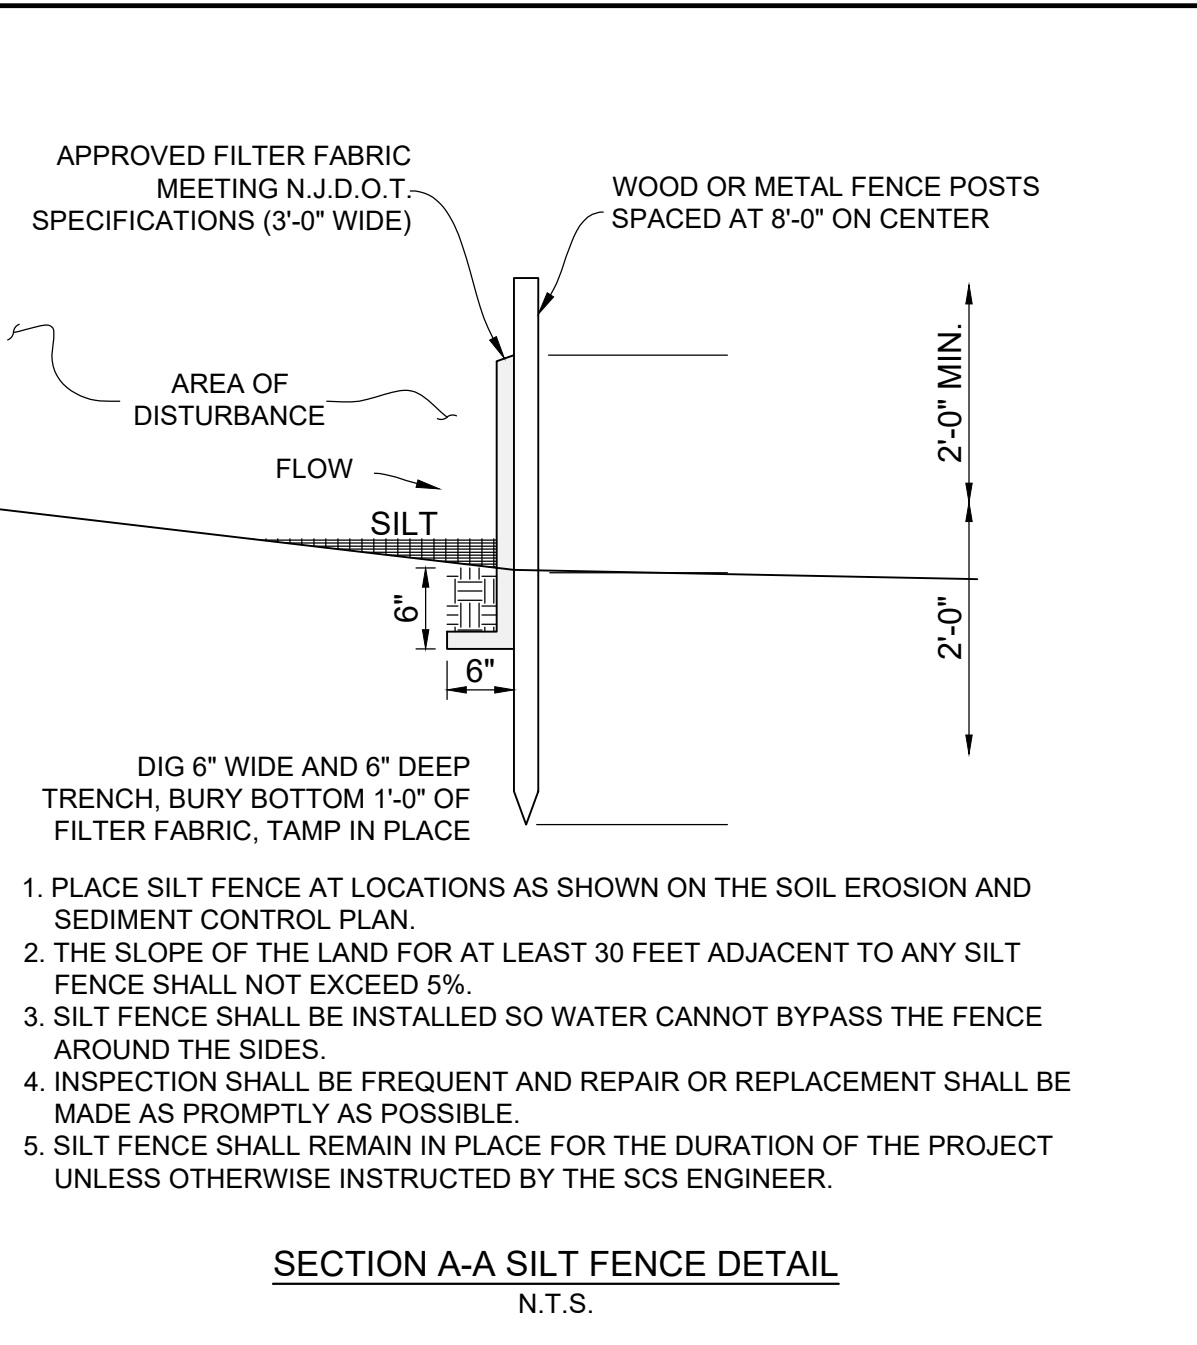 APPROVED FILTER FABRIC
MEETING N.J.D.O.T.
SPECIFICATIONS (3'-0" WIDE)
WOOD OR METAL FENCE POSTS
SPACED AT 8'-0" ON CENTER
2'-0" MIN.
AREA OF
DISTURBANCE
FLOW
SILT
6"
2'-0"
6"
DIG 6" WIDE AND 6" DEEP
TRENCH, BURY BOTTOM 1'-0" OF
FILTER FABRIC, TAMP IN PLACE
1. PLACE SILT FENCE AT LOCATIONS AS SHOWN ON THE SOIL EROSION AND
SEDIMENT CONTROL PLAN.
2. THE SLOPE OF THE LAND FOR AT LEAST 30 FEET ADJACENT TO ANY SILT
FENCE SHALL NOT EXCEED 5%.
3. SILT FENCE SHALL BE INSTALLED SO WATER CANNOT BYPASS THE FENCE
AROUND THE SIDES.
4. INSPECTION SHALL BE FREQUENT AND REPAIR OR REPLACEMENT SHALL BE
MADE AS PROMPTLY AS POSSIBLE.
5. SILT FENCE SHALL REMAIN IN PLACE FOR THE DURATION OF THE PROJECT
UNLESS OTHERWISE INSTRUCTED BY THE SCS ENGINEER.
SECTION A-A SILT FENCE DETAIL
N.T.S.